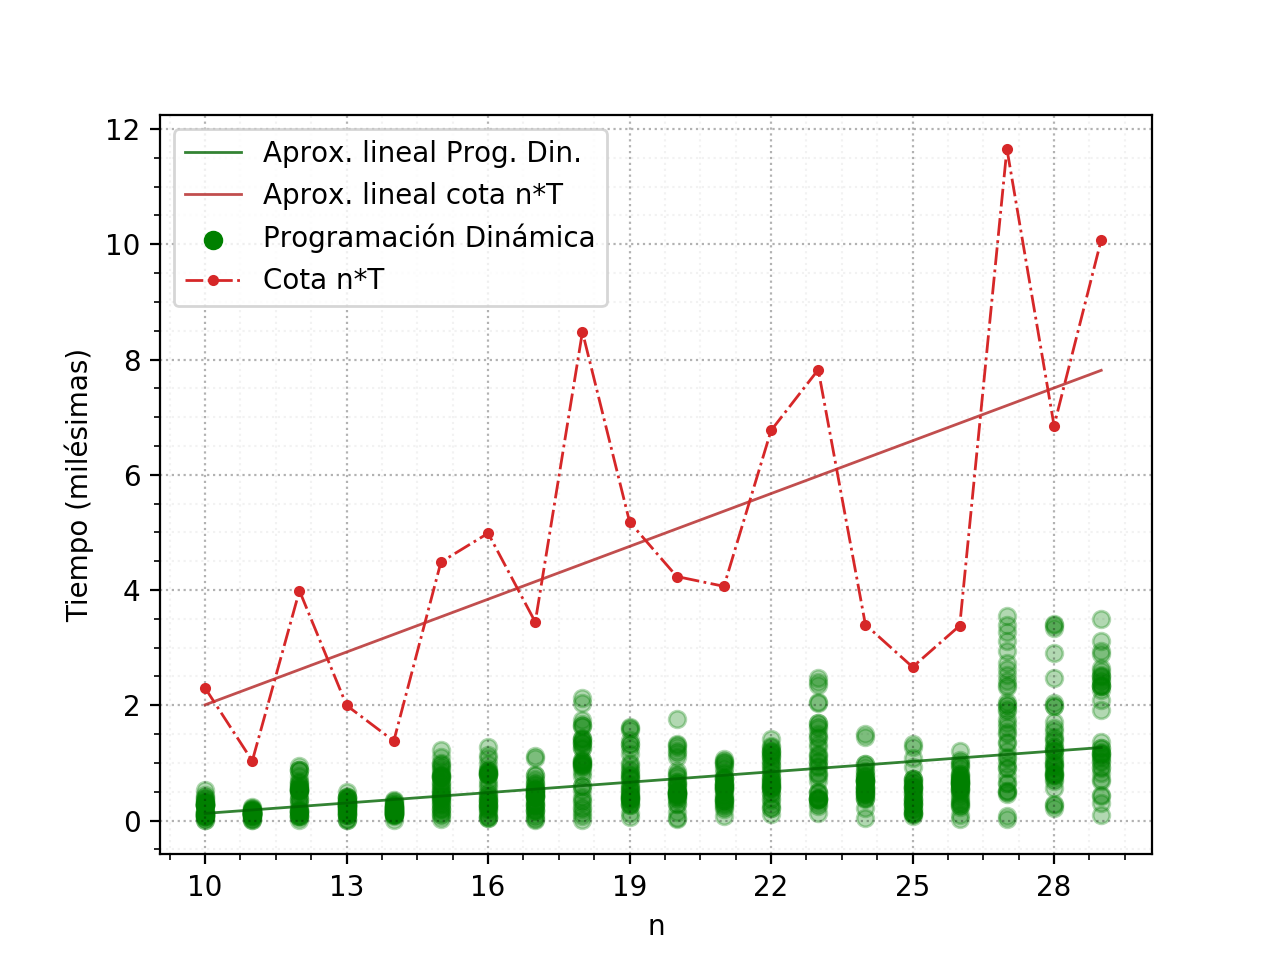 12
10
8
6
4
2
0
Tiempo (milésimas)
Aprox. lineal Prog. Din.
Aprox. lineal cota n*T
Programación Dinámica
Cota n*T
10 13 16 19 22 25 28
n